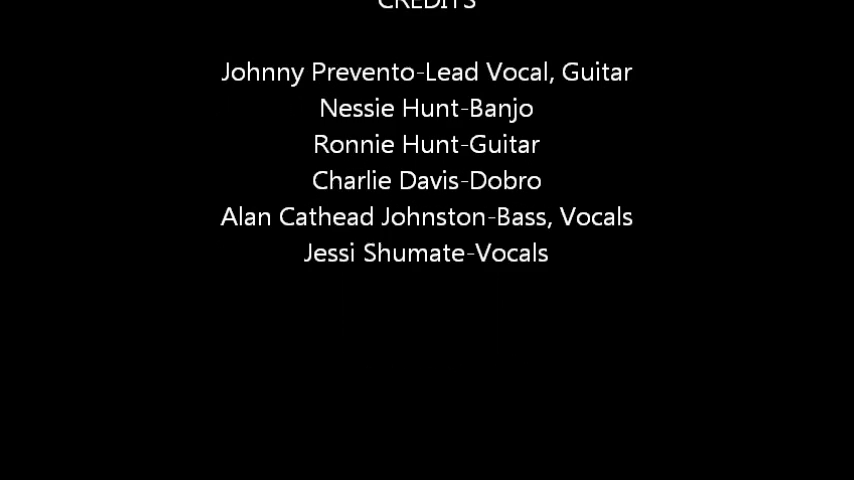 CREDITS
Johnny Prevento-Lead Vocal, Guitar
Nessie Hunt-Banjo
Ronnie Hunt-Guitar
Charlie Davis-Dobro
Alan Cathead Johnston-Bass, Vocals
Jessi Shumate-Vocals